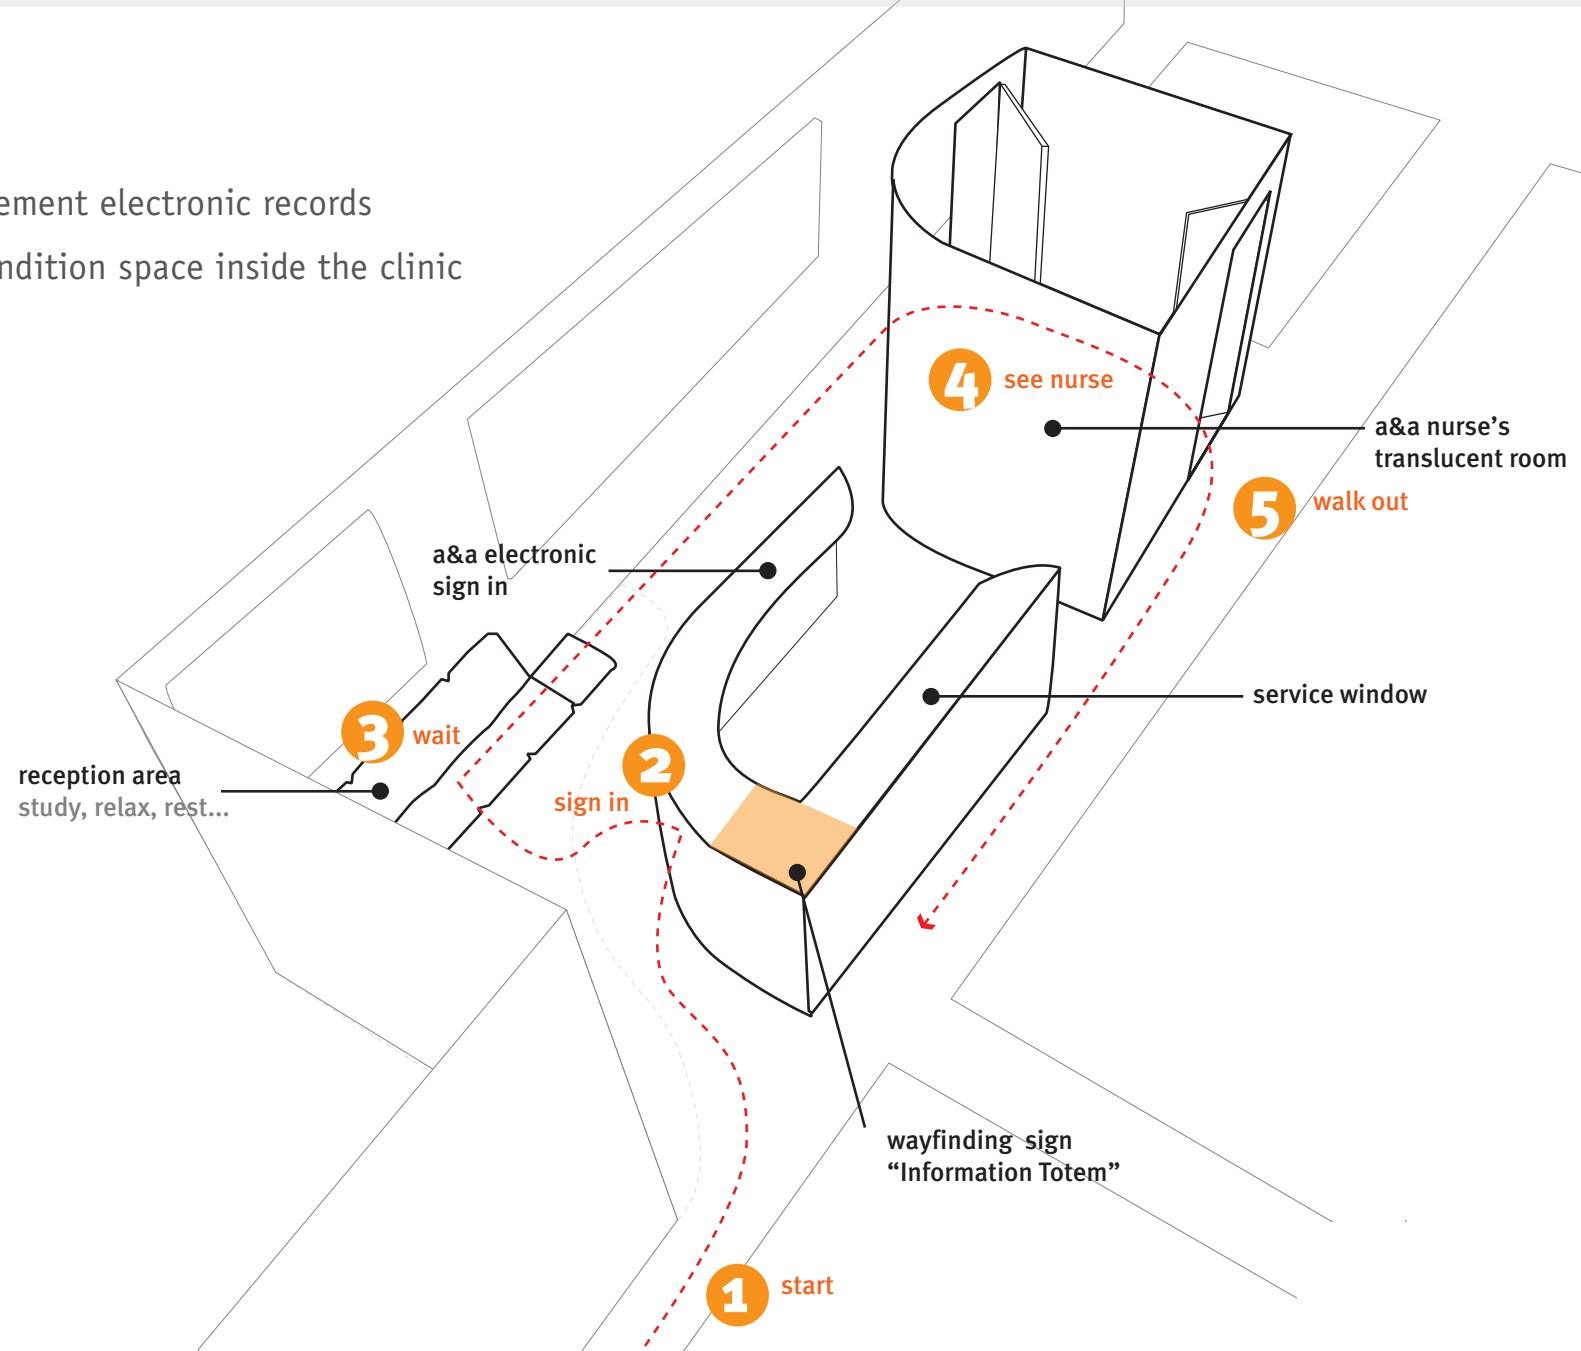 ement electronic records
ndition space inside the clinic
4 see nurse
a&a nurse's
translucent room
5 walk out
a&a electronic
sign in
service window
3 wait
2
sign in
reception area
study, relax, rest...
wayfinding sign
“Information Totem”
1 start